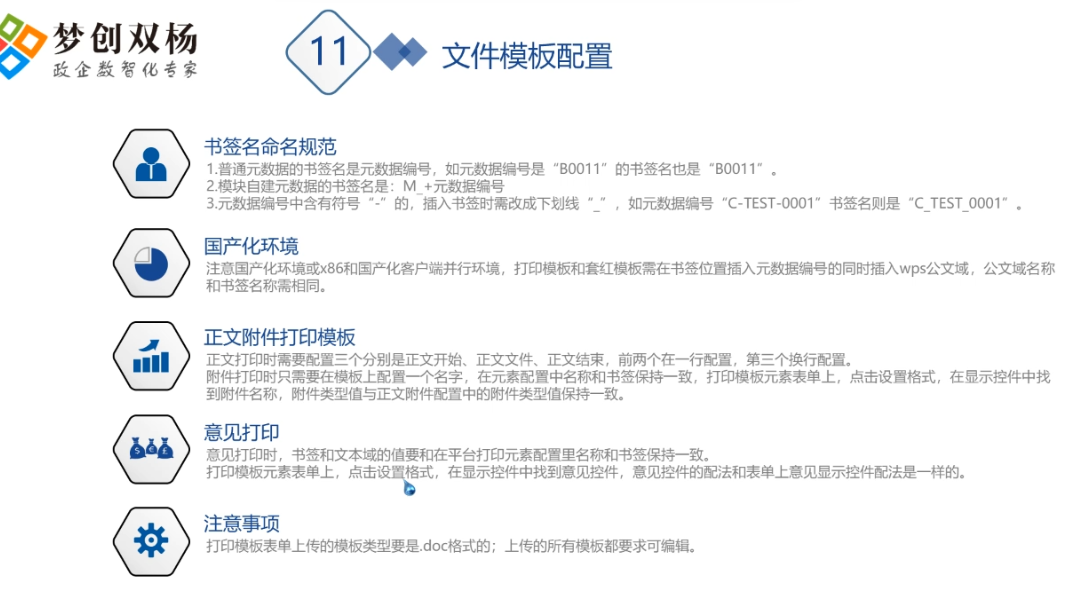 梦创双杨
政企数智化专家
11
文件模板配置
书签名命名规范
1.普通元数据的书签名是元数据编号，如元数据编号是“B0011”的书签名也是“B0011”。
2.模块自建元数据的书签名是：M_+元数据编号
3.元数据编号中含有符号“-”的，插入书签时需改成下划线“_”，如元数据编号“C-TEST-0001”书签名则是“C_TEST_0001”。
国产化环境
注意国产化环境或x86和国产化客户端并行环境，打印模板和套红模板需在书签位置插入元数据编号的同时插入wps公文域，公文域名称
和书签名称需相同。
正文附件打印模板
正文打印时需要配置三个分别是正文开始、正文文件、正文结束，前两个在一行配置，第三个换行配置。
附件打印时只需要在模板上配置一个名字，在元素配置中名称和书签保持一致，打印模板元素表单上，点击设置格式，在显示控件中找
到附件名称，附件类型值与正文附件配置中的附件类型值保持一致。
意见打印
意见打印时，书签和文本域的值要和在平台打印元素配置里名称和书签保持一致。
打印模板元素表单上，点击设置格式，在显示控件中找到意见控件，意见控件的配法和表单上意见显示控件配法是一样的。
注意事项
打印模板表单上传的模板类型要是.doc格式的；上传的所有模板都要求可编辑。